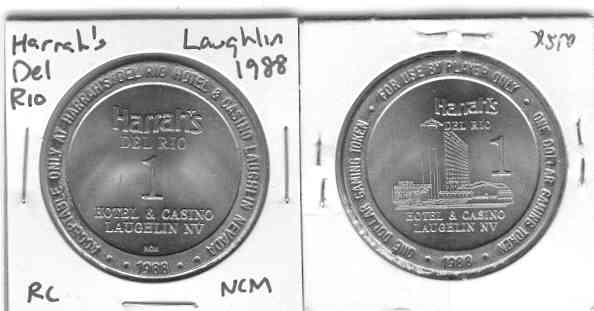 Harrah's Laughlin
Del 1988
Rio
ACCEPTABLE ONLY AT HARRAH'S DEL RIO HOTEL & CASINO LAUGHLIN NEVADA
Harrah's
DEL RIO
1
HOTEL & CASINO
LAUGHLIN NV
• 1988 •
RC NCM
• FOR USE BY PLAYER ONLY •
ONE DOLLAR GAMING TOKEN
Harrah's
DEL RIO
1
HOTEL & CASINO
LAUGHLIN NV
ONE DOLLAR GAMING TOKEN
• 1988 •